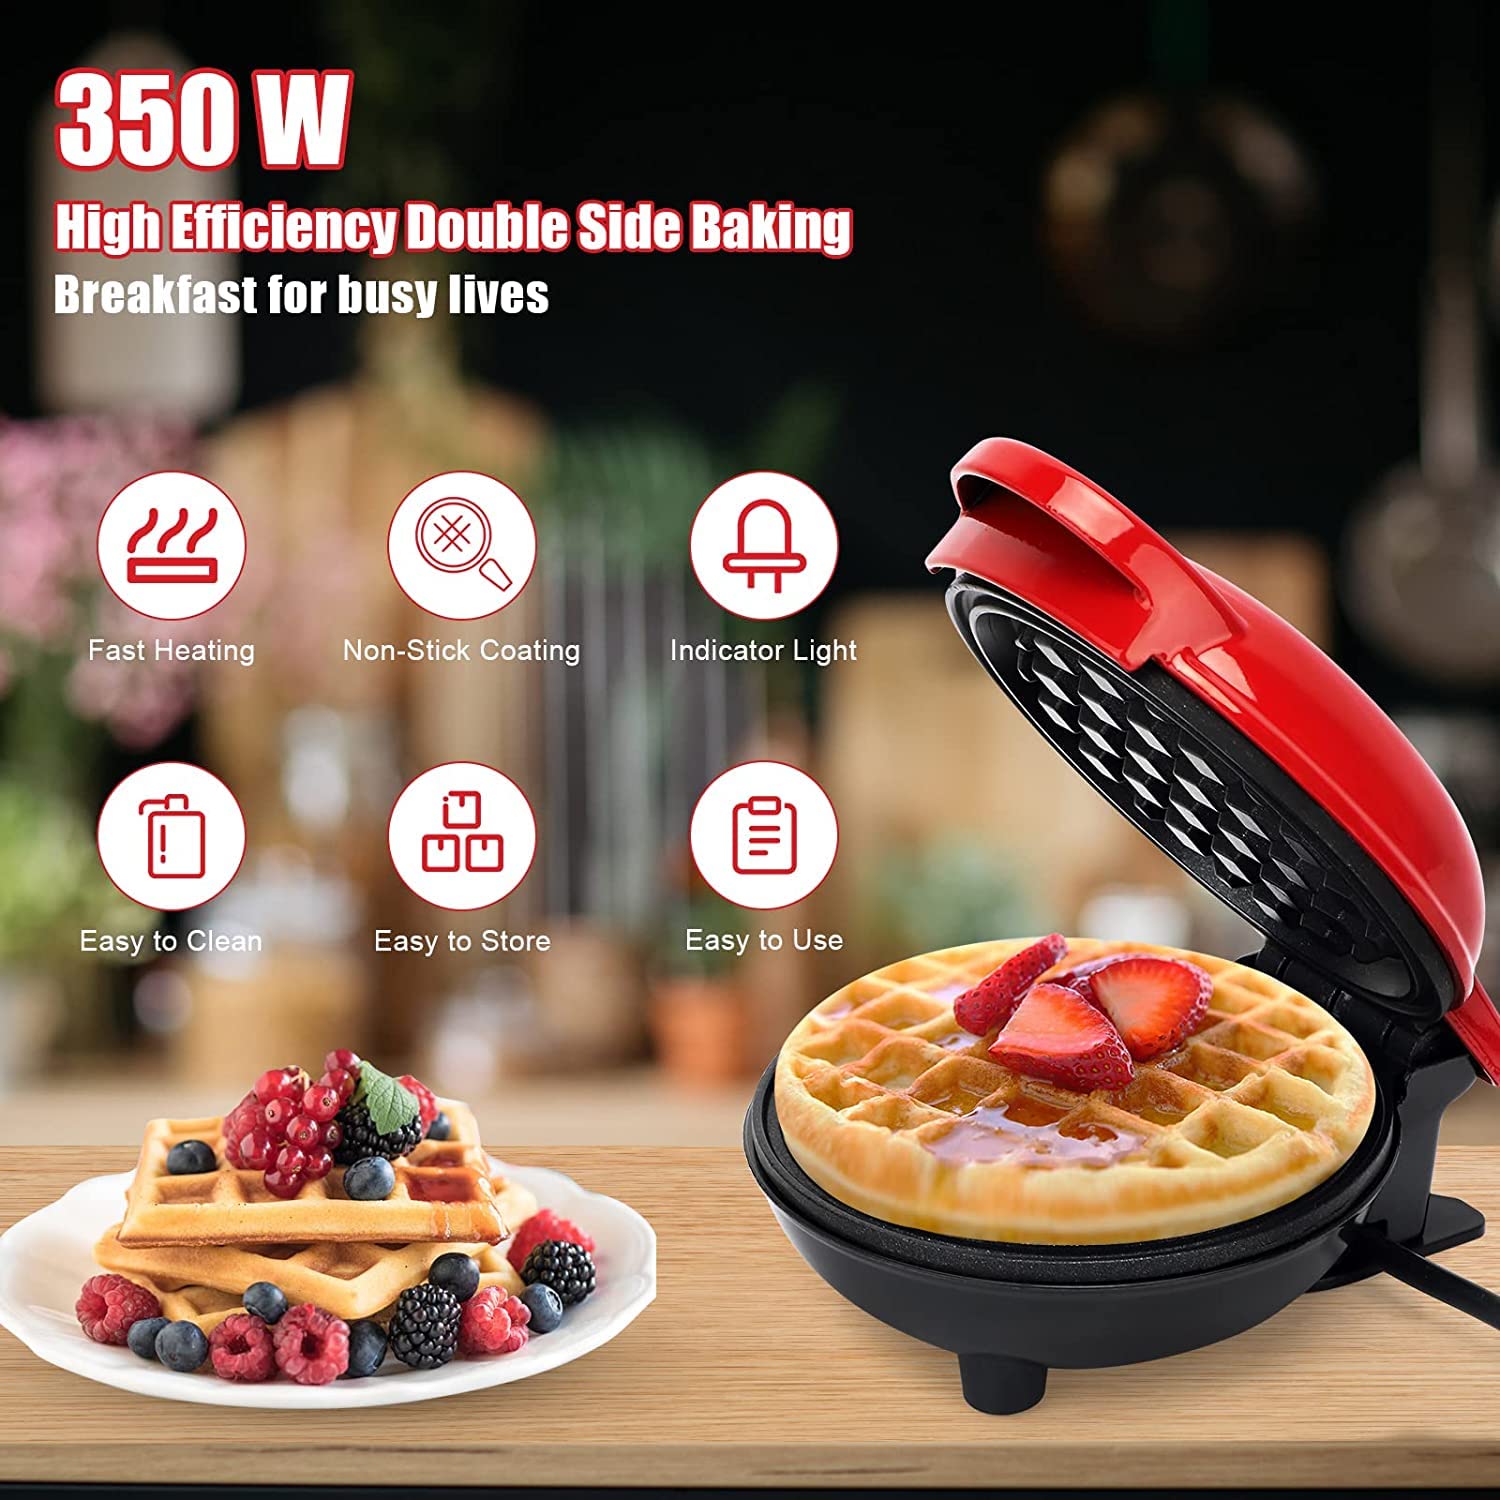 350 W
High Efficiency Double Side Baking
Breakfast for busy lives
Fast Heating
Non-Stick Coating
Indicator Light
Easy to Clean
Easy to Store
Easy to Use